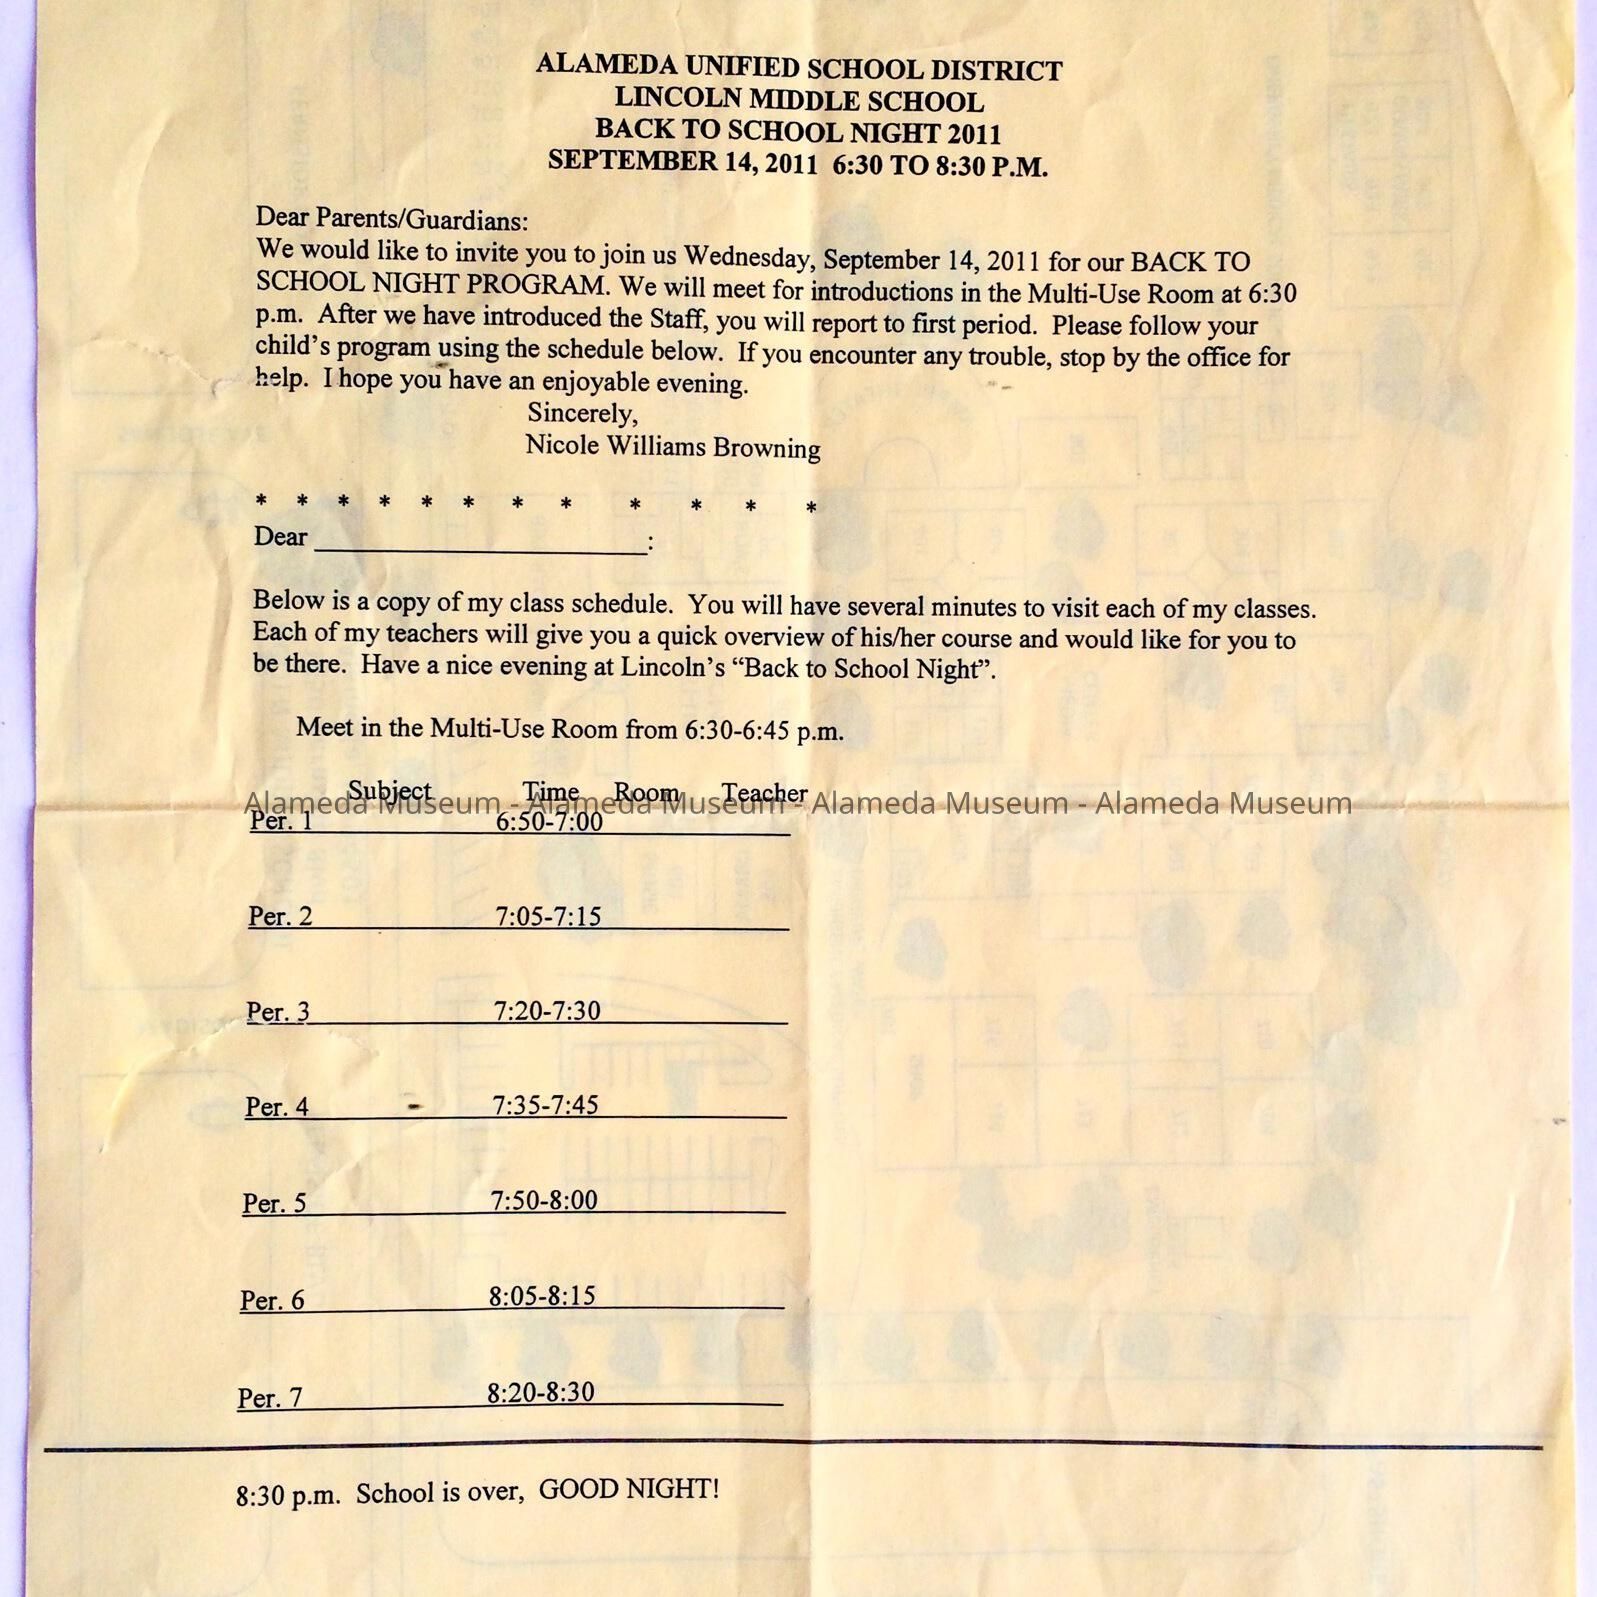 ALAMEDA UNIFIED SCHOOL DISTRICT
LINCOLN MIDDLE SCHOOL
BACK TO SCHOOL NIGHT 2011
SEPTEMBER 14, 2011  6:30 TO 8:30 P.M.
Dear Parents/Guardians:
We would like to invite you to join us Wednesday, September 14, 2011 for our BACK TO
SCHOOL NIGHT PROGRAM. We will meet for introductions in the Multi-Use Room at 6:30
p.m.  After we have introduced the Staff, you will report to first period.  Please follow your
child's program using the schedule below.  If you encounter any trouble, stop by the office for
help.  I hope you have an enjoyable evening.
Sincerely,
Nicole Williams Browning
* * * * * * * * * * * *
Dear ______________________:
Below is a copy of my class schedule.  You will have several minutes to visit each of my classes.
Each of my teachers will give you a quick overview of his/her course and would like for you to
be there.  Have a nice evening at Lincoln's “Back to School Night”.
Meet in the Multi-Use Room from 6:30-6:45 p.m.
Subject Time Room Teacher
Alameda Museum - Alameda Museum - Alameda Museum - Alameda Museum
Per. 1 6:50-7:00
Per. 2 7:05-7:15
Per. 3 7:20-7:30
Per. 4 7:35-7:45
Per. 5 7:50-8:00
Per. 6 8:05-8:15
Per. 7 8:20-8:30
8:30 p.m.  School is over,  GOOD NIGHT!